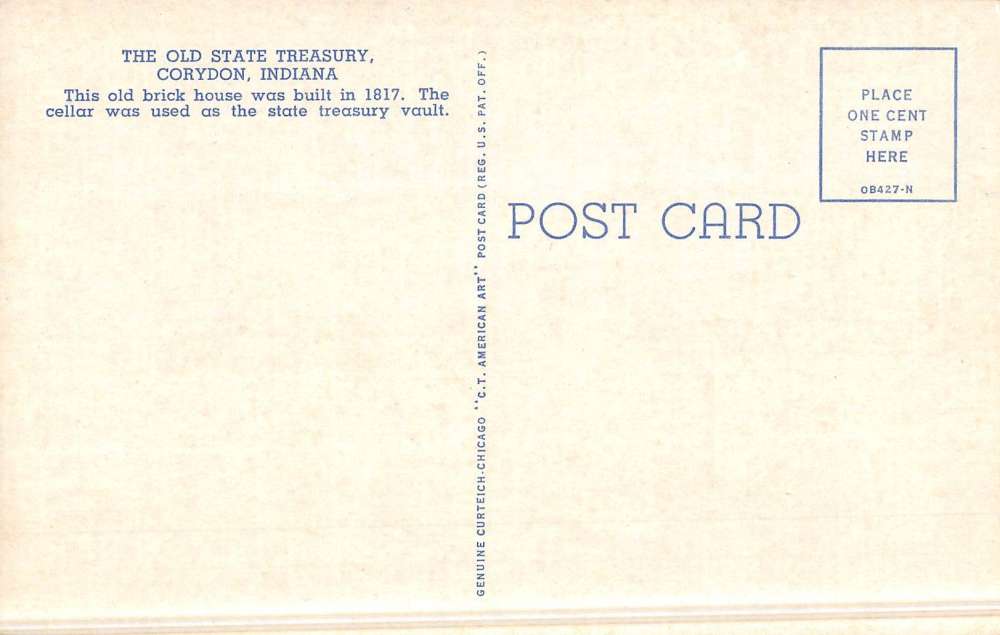 THE OLD STATE TREASURY,
CORYDON, INDIANA
This old brick house was built in 1817. The
cellar was used as the state treasury vault.
GENUINE CURTEICH-CHICAGO "C.T. AMERICAN ART" POST CARD (REG. U.S. PAT. OFF.)
POST CARD
PLACE
ONE CENT
STAMP
HERE
OB427-N